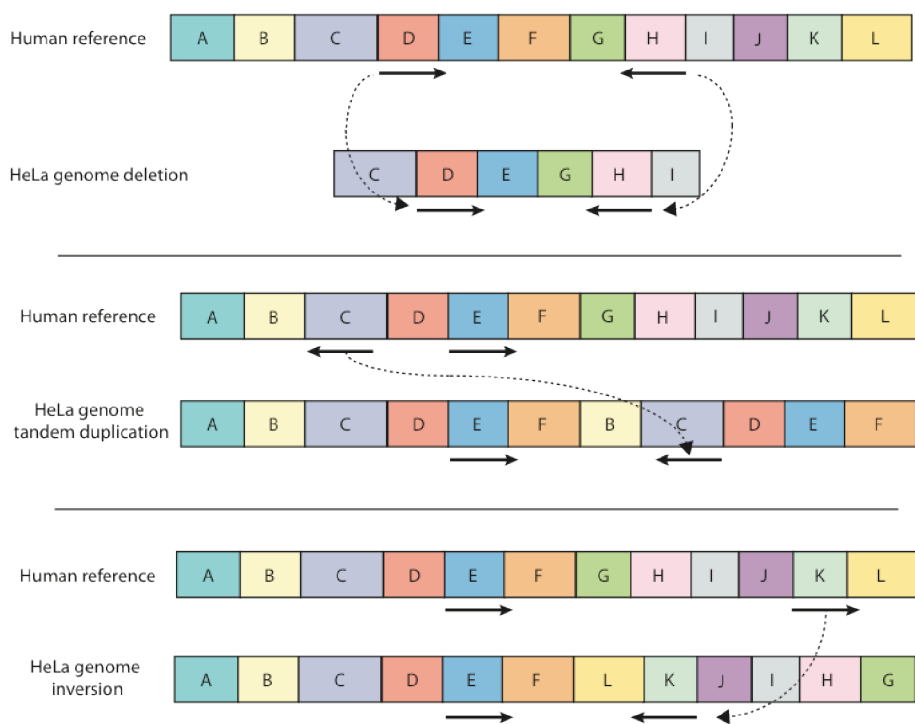 Human reference
A B C D E F G H I J K L
HeLa genome deletion
C D E G H I
Human reference
A B C D E F G H I J K L
HeLa genome
tandem duplication
A B C D E F B C D E F
Human reference
A B C D E F G H I J K L
HeLa genome
inversion
A B C D E F L K J I H G